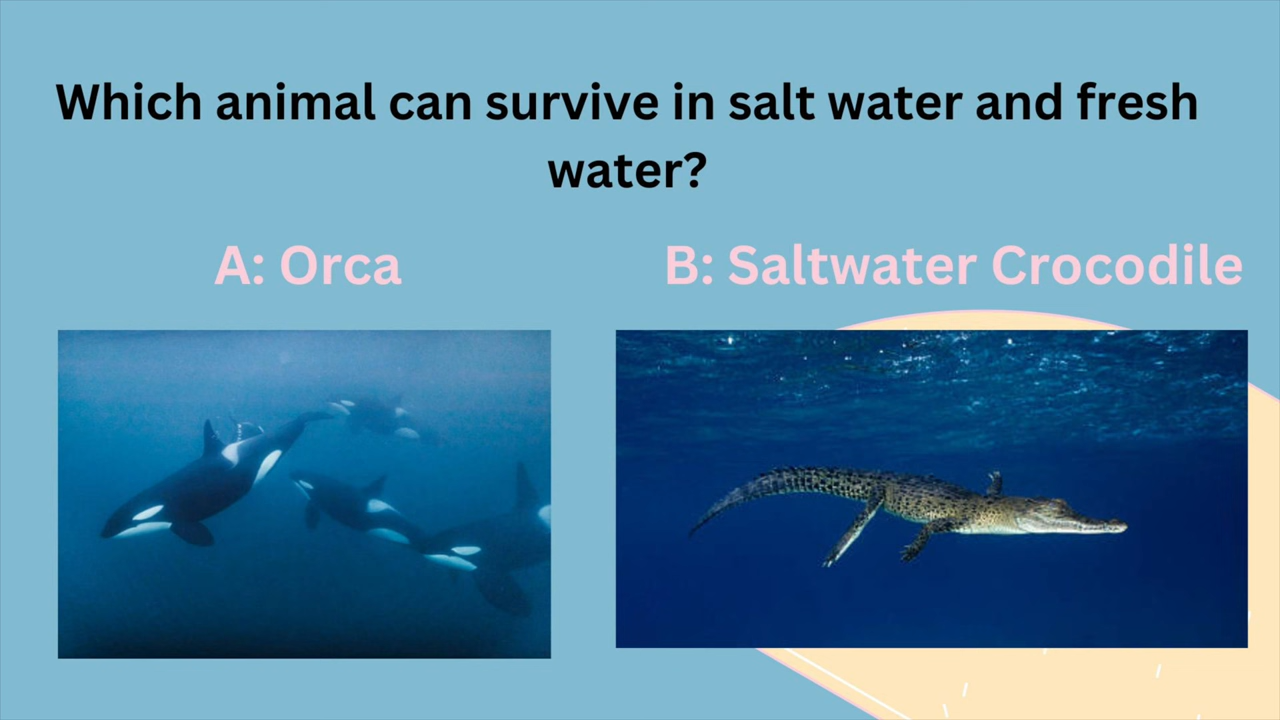 Which animal can survive in salt water and fresh
water?
A: Orca
B: Saltwater Crocodile